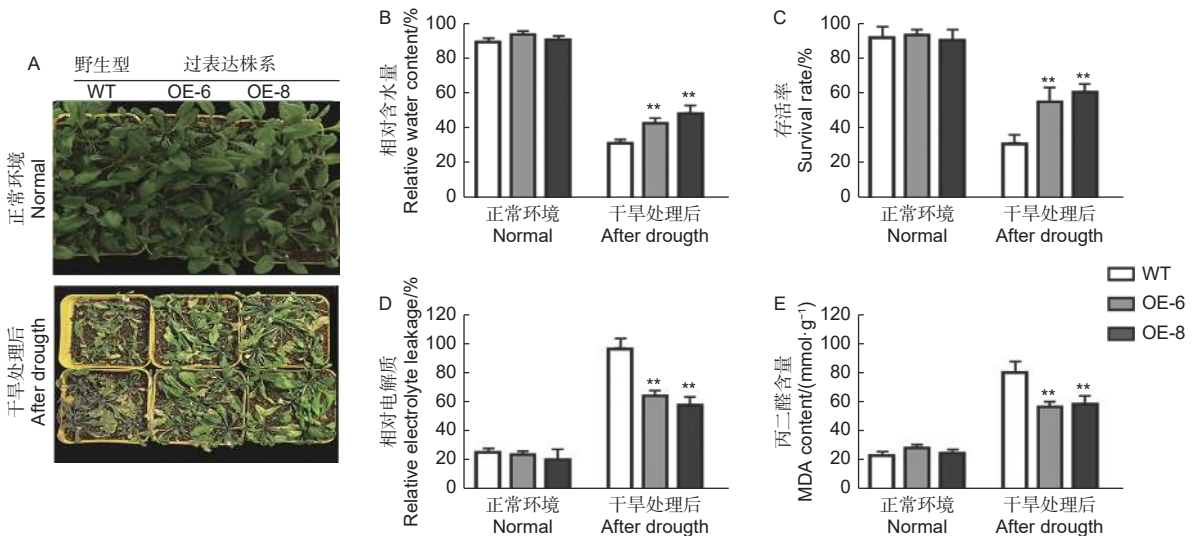 A
野生型
过表达株系
WT
OE-6
OE-8
正常环境
Normal
干旱处理后
After drougth
B
相对含水量/%
Relative water content/%
100
80
60
40
20
0
**
**
正常环境
Normal
干旱处理后
After drougth
C
存活率
Survival rate/%
100
80
60
40
20
0
**
**
正常环境
Normal
干旱处理后
After drougth
D
相对电解质
Relative electrolyte leakage/%
120
100
80
60
40
20
0
**
**
正常环境
Normal
干旱处理后
After drougth
E
丙二醛含量
MDA content/(mmol·g⁻¹)
120
100
80
60
40
20
0
**
**
正常环境
Normal
干旱处理后
After drougth
WT
OE-6
OE-8